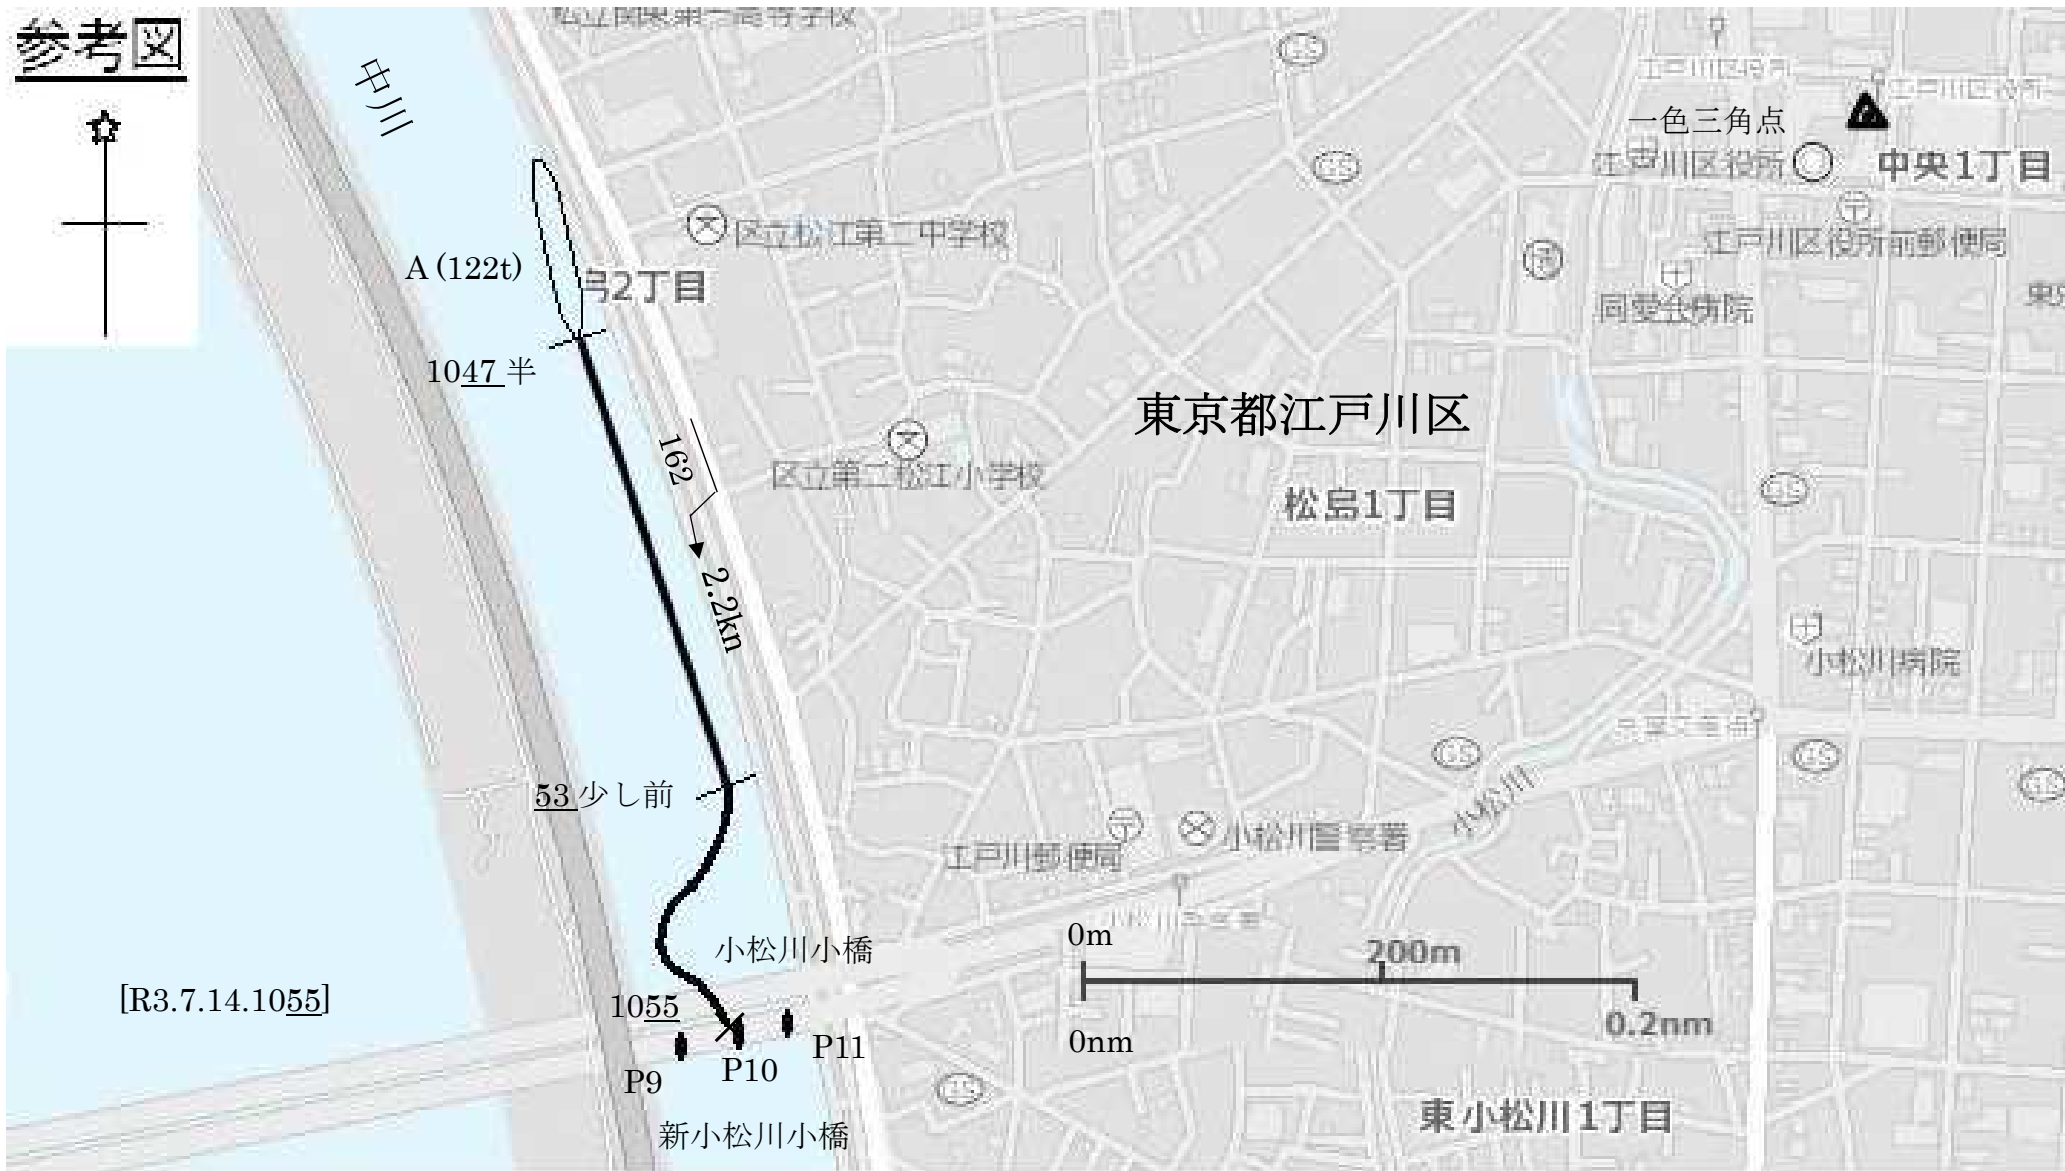 参考図
中川
一色三角点
江戸川区役所
中央1丁目
区立松江第二中学校
江戸川区役所前郵便局
A (122t)
島2丁目
同愛会病院
1047半
東京都江戸川区
162
区立第二松江小学校
松島1丁目
2.2kn
小松川病院
GS
53少し前
小松川
江戸川郵便局
小松川警察署
小松川小橋
0m
200m
[R3.7.14.1055]
1055
0.2nm
0nm
P11
P10
P9
東小松川1丁目
新小松川小橋